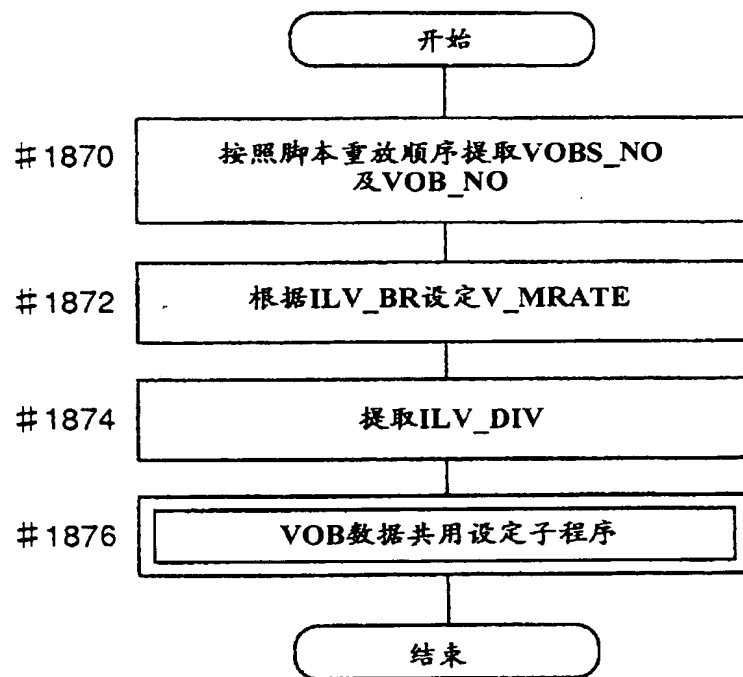 开始
#1870
按照脚本重放顺序提取VOBS_NO
及VOB_NO
#1872
根据ILV_BR设定V_MRATE
#1874
提取ILV_DIV
#1876
VOB数据共用设定子程序
结束